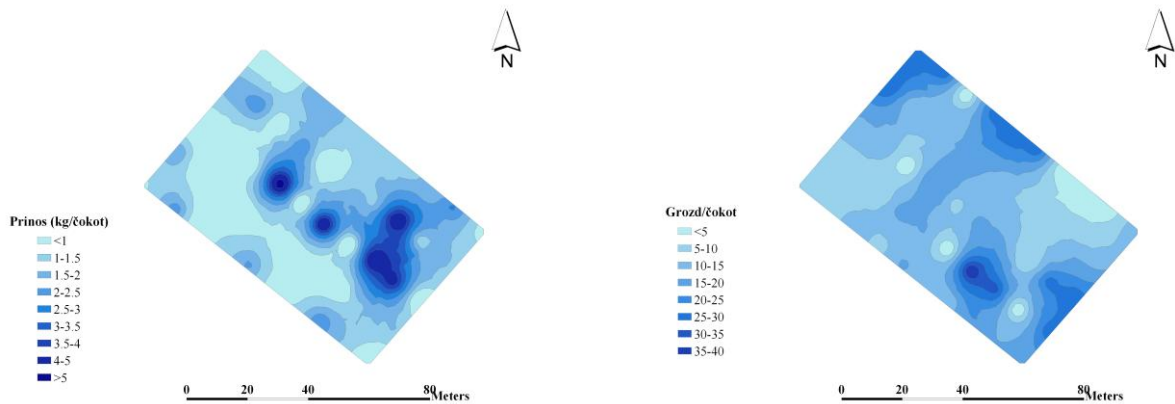 N
Prinos (kg/čokot)
<1
1-1.5
1.5-2
2-2.5
2.5-3
3-3.5
3.5-4
4-5
>5
0 20 40 80 Meters
N
Grozd/čokot
<5
5-10
10-15
15-20
20-25
25-30
30-35
35-40
0 20 40 80 Meters